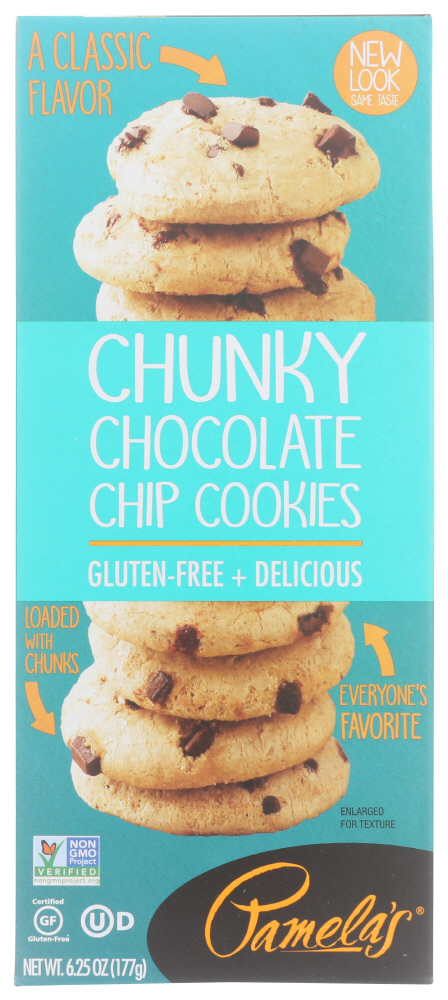 A CLASSIC
FLAVOR
NEW
LOOK
SAME TASTE
CHUNKY
CHOCOLATE
CHIP COOKIES
GLUTEN-FREE + DELICIOUS
LOADED
WITH
CHUNKS
EVERYONE'S
FAVORITE
ENLARGED
FOR TEXTURE
NON
GMO
Project
VERIFIED
nongmoproject.org
Certified
GF
Gluten-Free
U D
Pamela's®
NET WT. 6.25 OZ (177g)